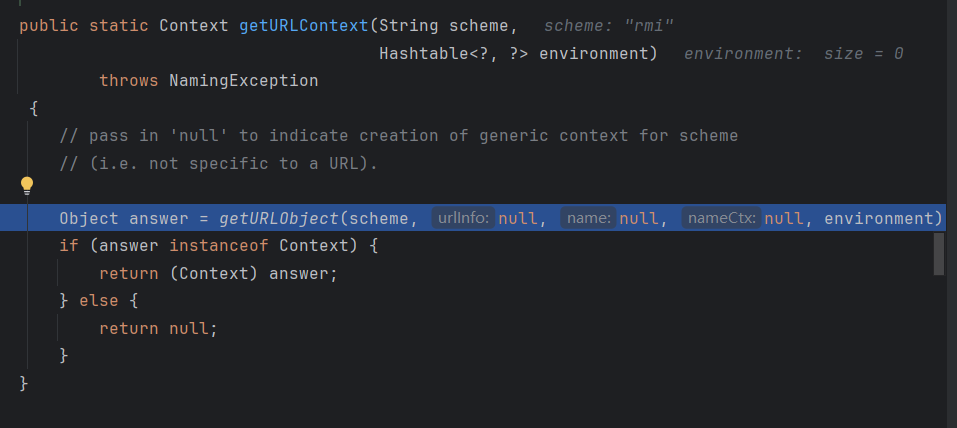 public static Context getURLContext(String scheme, scheme: "rmi"
Hashtable<?, ?> environment) environment: size = 0
throws NamingException
{
// pass in 'null' to indicate creation of generic context for scheme
// (i.e. not specific to a URL).
Object answer = getURLObject(scheme, urlInfo: null, name: null, nameCtx: null, environment)
if (answer instanceof Context) {
return (Context) answer;
} else {
return null;
}
}